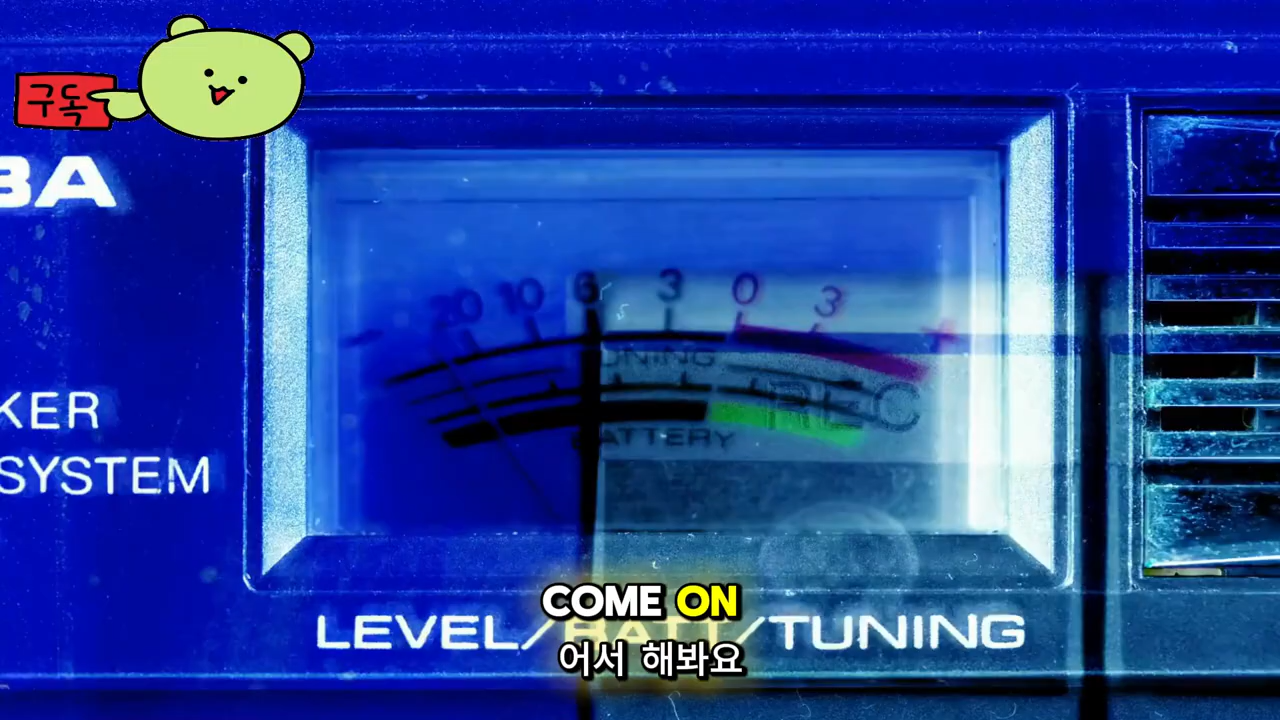 구독
BA
20 10 6 3 0 3 +
TUNING
REC
BATTERY
KER
SYSTEM
LEVEL/BATT/TUNING
COME ON
어서 해봐요